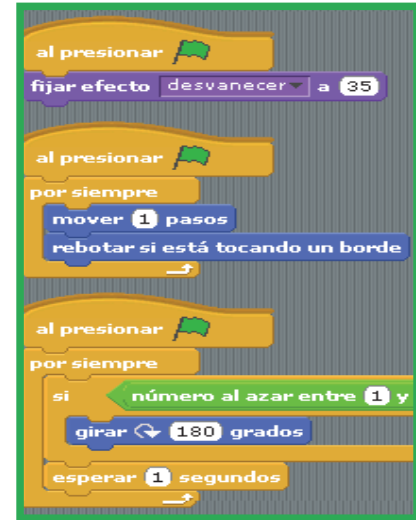 al presionar
fijar efecto desvanecer a 35
al presionar
por siempre
mover 1 pasos
rebotar si está tocando un borde
al presionar
por siempre
si número al azar entre 1 y
girar 180 grados
esperar 1 segundos